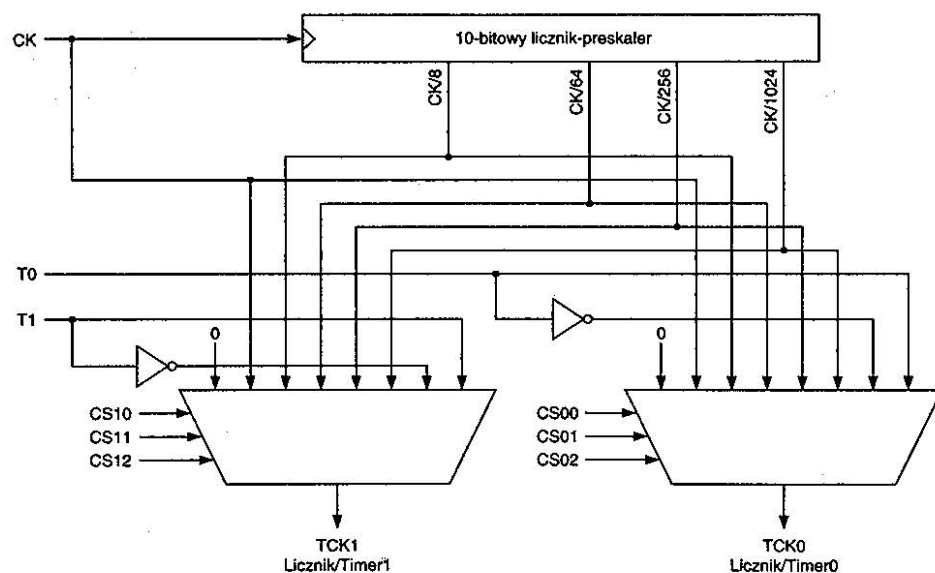 CK
10-bitowy licznik-preskaler
CK/8
CK/64
CK/256
CK/1024
T0
T1
0
0
CS10
CS11
CS12
CS00
CS01
CS02
TCK1
Licznik/Timer1
TCK0
Licznik/Timer0